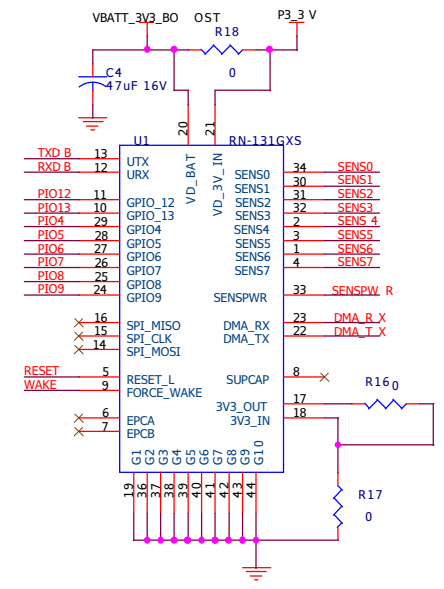 VBATT_3V3_BO OST P3_3 V
R18
0
C4
47uF 16V
20
21
U1 RN-131GXS
VD_BAT
VD_3V_IN
TXD B 13 UTX
RXD B 12 URX
PIO12 11 GPIO_12
PIO13 10 GPIO_13
PIO4 29 GPIO4
PIO5 28 GPIO5
PIO6 27 GPIO6
PIO7 26 GPIO7
PIO8 25 GPIO8
PIO9 24 GPIO9
16 SPI_MISO
15 SPI_CLK
14 SPI_MOSI
RESET 5 RESET_L
WAKE 9 FORCE_WAKE
6 EPCA
7 EPCB
SENS0 34 SENS0
SENS1 30 SENS1
SENS2 31 SENS2
SENS3 32 SENS3
SENS4 2 SENS 4
SENS5 3 SENS5
SENS6 1 SENS6
SENS7 4 SENS7
SENSPWR 33 SENSPW R
DMA_RX 23 DMA_R X
DMA_TX 22 DMA_T X
SUPCAP 8
3V3_OUT 17
3V3_IN 18
R16 0
R17
0
G1 G2 G3 G4 G5 G6 G7 G8 G9 G10
19 36 37 38 39 40 41 42 43 44